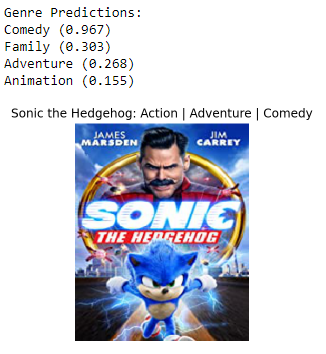 Genre Predictions:
Comedy (0.967)
Family (0.303)
Adventure (0.268)
Animation (0.155)
Sonic the Hedgehog: Action | Adventure | Comedy
JAMES MARSDEN
JIM CARREY
SONIC
THE HEDGEHOG